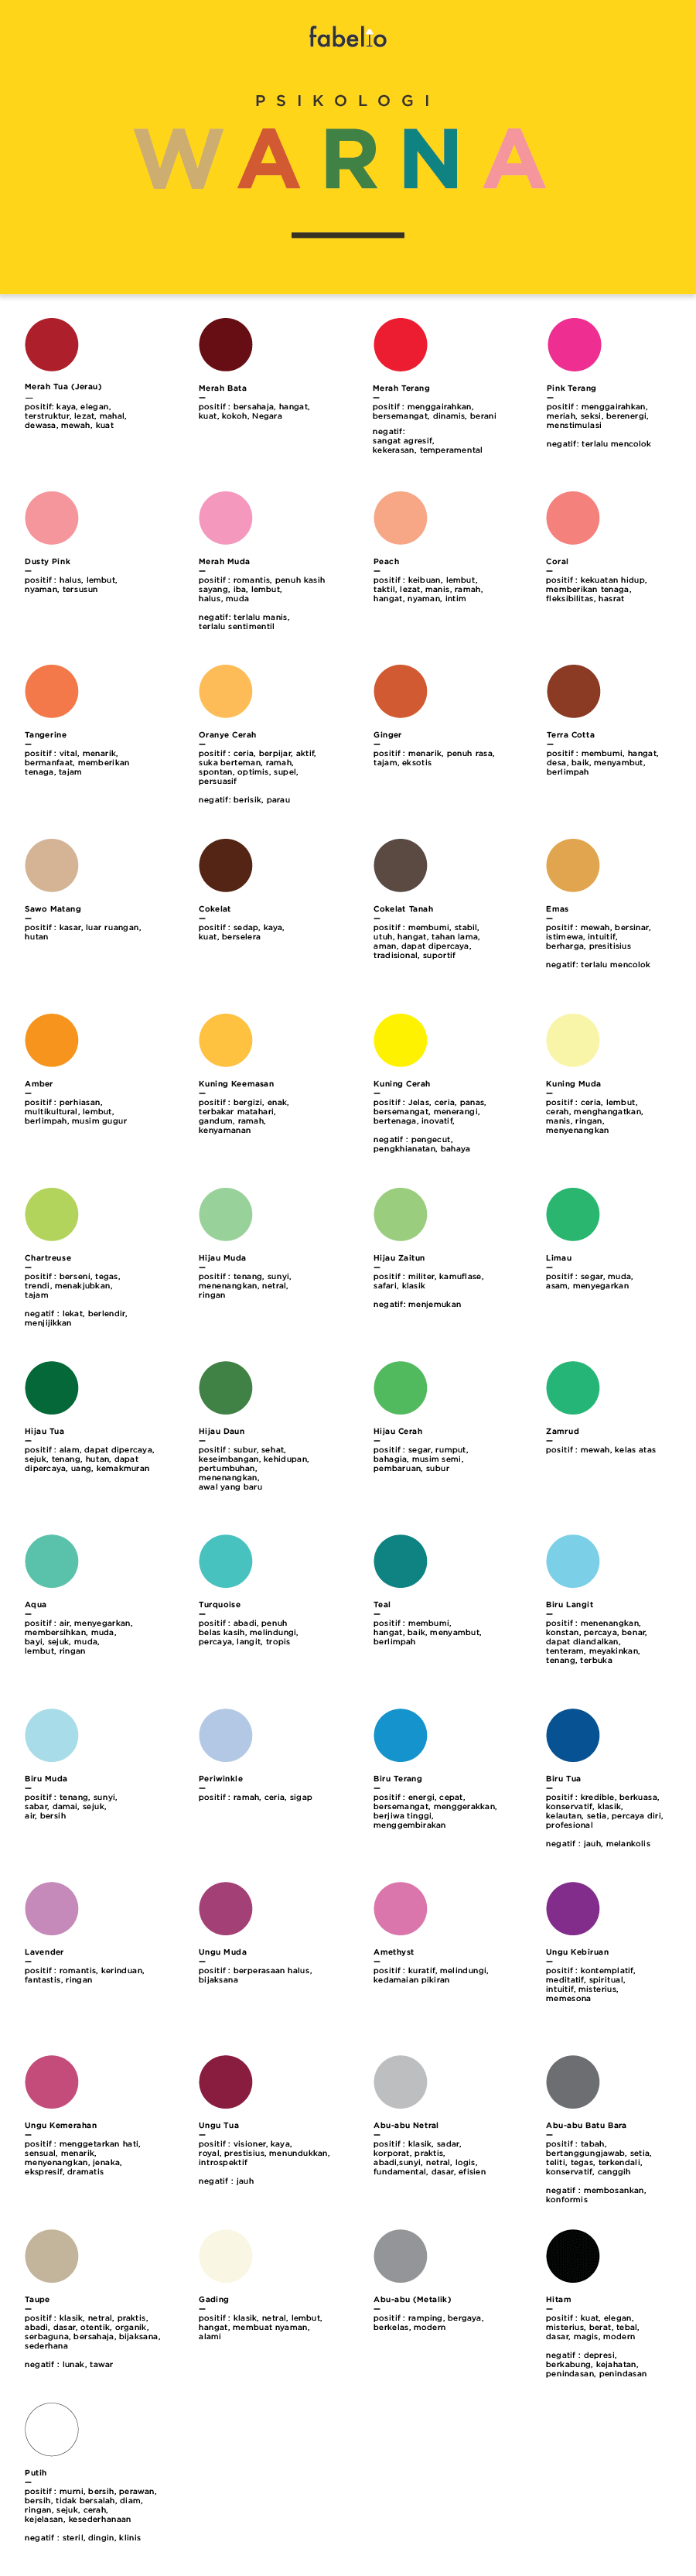 fabelio
PSIKOLOGI
WARNA
Merah Tua (Jerau)
—
positif: kaya, elegan,
terstruktur, lezat, mahal,
dewasa, mewah, kuat
Merah Bata
—
positif : bersahaja, hangat,
kuat, kokoh, Negara
Merah Terang
—
positif : menggairahkan,
bersemangat, dinamis, berani
negatif:
sangat agresif,
kekerasan, temperamental
Pink Terang
—
positif : menggairahkan,
meriah, seksi, berenergi,
menstimulasi
negatif: terlalu mencolok
Dusty Pink
—
positif : halus, lembut,
nyaman, tersusun
Merah Muda
—
positif : romantis, penuh kasih
sayang, iba, lembut,
halus, muda
negatif: terlalu manis,
terlalu sentimentil
Peach
—
positif : keibuan, lembut,
taktil, lezat, manis, ramah,
hangat, nyaman, intim
Coral
—
positif : kekuatan hidup,
memberikan tenaga,
fleksibilitas, hasrat
Tangerine
—
positif : vital, menarik,
bermanfaat, memberikan
tenaga, tajam
Oranye Cerah
—
positif : ceria, berpijar, aktif,
suka berteman, ramah,
spontan, optimis, supel,
persuasif
negatif: berisik, parau
Ginger
—
positif : menarik, penuh rasa,
tajam, eksotis
Terra Cotta
—
positif : membumi, hangat,
desa, baik, menyambut,
berlimpah
Sawo Matang
—
positif : kasar, luar ruangan,
hutan
Cokelat
—
positif : sedap, kaya,
kuat, berselera
Cokelat Tanah
—
positif : membumi, stabil,
utuh, hangat, tahan lama,
aman, dapat dipercaya,
tradisional, suportif
Emas
—
positif : mewah, bersinar,
istimewa, intuitif,
berharga, presitisius
negatif: terlalu mencolok
Amber
—
positif : perhiasan,
multikultural, lembut,
berlimpah, musim gugur
Kuning Keemasan
—
positif : bergizi, enak,
terbakar matahari,
gandum, ramah,
kenyamanan
Kuning Cerah
—
positif : Jelas, ceria, panas,
bersemangat, menerangi,
bertenaga, inovatif,
negatif : pengecut,
pengkhianatan, bahaya
Kuning Muda
—
positif : ceria, lembut,
cerah, menghangatkan,
manis, ringan,
menyenangkan
Chartreuse
—
positif : berseni, tegas,
trendi, menakjubkan,
tajam
negatif : lekat, berlendir,
menjijikkan
Hijau Muda
—
positif : tenang, sunyi,
menenangkan, netral,
ringan
Hijau Zaitun
—
positif : militer, kamuflase,
safari, klasik
negatif: menjemukan
Limau
—
positif : segar, muda,
asam, menyegarkan
Hijau Tua
—
positif : alam, dapat dipercaya,
sejuk, tenang, hutan, dapat
dipercaya, uang, kemakmuran
Hijau Daun
—
positif : subur, sehat,
keseimbangan, kehidupan,
pertumbuhan,
menenangkan,
awal yang baru
Hijau Cerah
—
positif : segar, rumput,
bahagia, musim semi,
pembaruan, subur
Zamrud
—
positif : mewah, kelas atas
Aqua
—
positif : air, menyegarkan,
membersihkan, muda,
bayi, sejuk, muda,
lembut, ringan
Turquoise
—
positif : abadi, penuh
belas kasih, melindungi,
percaya, langit, tropis
Teal
—
positif : membumi,
hangat, baik, menyambut,
berlimpah
Biru Langit
—
positif : menenangkan,
konstan, percaya, benar,
dapat diandalkan,
tenteram, meyakinkan,
tenang, terbuka
Biru Muda
—
positif : tenang, sunyi,
sabar, damai, sejuk,
air, bersih
Periwinkle
—
positif : ramah, ceria, sigap
Biru Terang
—
positif : energi, cepat,
bersemangat, menggerakkan,
berjiwa tinggi,
menggembirakan
Biru Tua
—
positif : kredible, berkuasa,
konservatif, klasik,
kelautan, setia, percaya diri,
profesional
negatif : jauh, melankolis
Lavender
—
positif : romantis, kerinduan,
fantastis, ringan
Ungu Muda
—
positif : berperasaan halus,
bijaksana
Amethyst
—
positif : kuratif, melindungi,
kedamaian pikiran
Ungu Kebiruan
—
positif : kontemplatif,
meditatif, spiritual,
intuitif, misterius,
memesona
Ungu Kemerahan
—
positif : menggetarkan hati,
sensual, menarik,
menyenangkan, jenaka,
ekspresif, dramatis
Ungu Tua
—
positif : visioner, kaya,
royal, prestisius, menundukkan,
introspektif
negatif : jauh
Abu-abu Netral
—
positif : klasik, sadar,
korporat, praktis,
abadi,sunyi, netral, logis,
fundamental, dasar, efisien
Abu-abu Batu Bara
—
positif : tabah,
bertanggungjawab, setia,
teliti, tegas, terkendali,
konservatif, canggih
negatif : membosankan,
konformis
Taupe
—
positif : klasik, netral, praktis,
abadi, dasar, otentik, organik,
serbaguna, bersahaja, bijaksana,
sederhana
negatif : lunak, tawar
Gading
—
positif : klasik, netral, lembut,
hangat, membuat nyaman,
alami
Abu-abu (Metalik)
—
positif : ramping, bergaya,
berkelas, modern
Hitam
—
positif : kuat, elegan,
misterius, berat, tebal,
dasar, magis, modern
negatif : depresi,
berkabung, kejahatan,
penindasan, penindasan
Putih
—
positif : murni, bersih, perawan,
bersih, tidak bersalah, diam,
ringan, sejuk, cerah,
kejelasan, kesederhanaan
negatif : steril, dingin, klinis